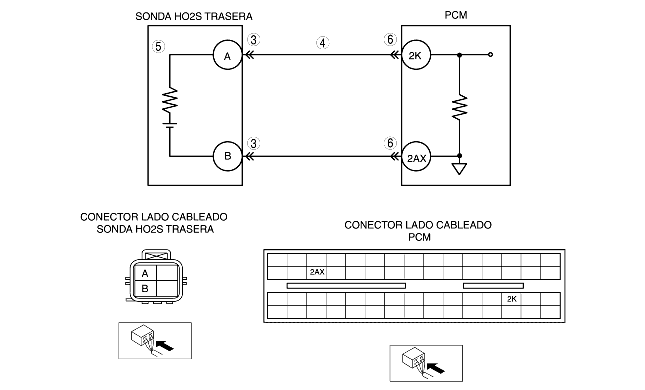 SONDA HO2S TRASERA
PCM
5
A
3
4
6
2K
B
3
6
2AX
CONECTOR LADO CABLEADO
SONDA HO2S TRASERA
A
B
CONECTOR LADO CABLEADO
PCM
2AX
2K